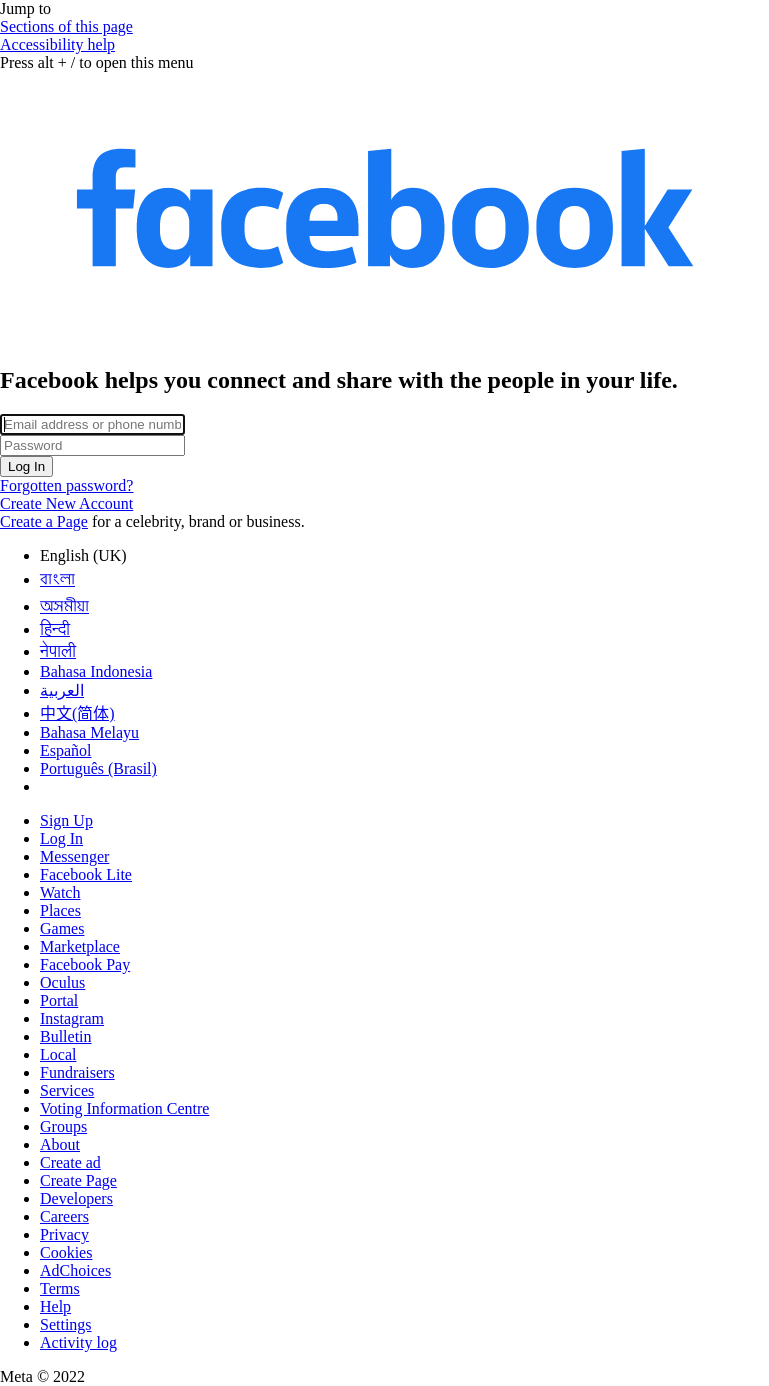 Jump to
Sections of this page
Accessibility help
Press alt + / to open this menu
facebook
Facebook helps you connect and share with the people in your life.
Email address or phone numb
Password
Log In
Forgotten password?
Create New Account
Create a Page for a celebrity, brand or business.
English (UK)
বাংলা
অসমীয়া
हिन्दी
नेपाली
Bahasa Indonesia
العربية
中文(简体)
Bahasa Melayu
Español
Português (Brasil)
Sign Up
Log In
Messenger
Facebook Lite
Watch
Places
Games
Marketplace
Facebook Pay
Oculus
Portal
Instagram
Bulletin
Local
Fundraisers
Services
Voting Information Centre
Groups
About
Create ad
Create Page
Developers
Careers
Privacy
Cookies
AdChoices
Terms
Help
Settings
Activity log
Meta © 2022